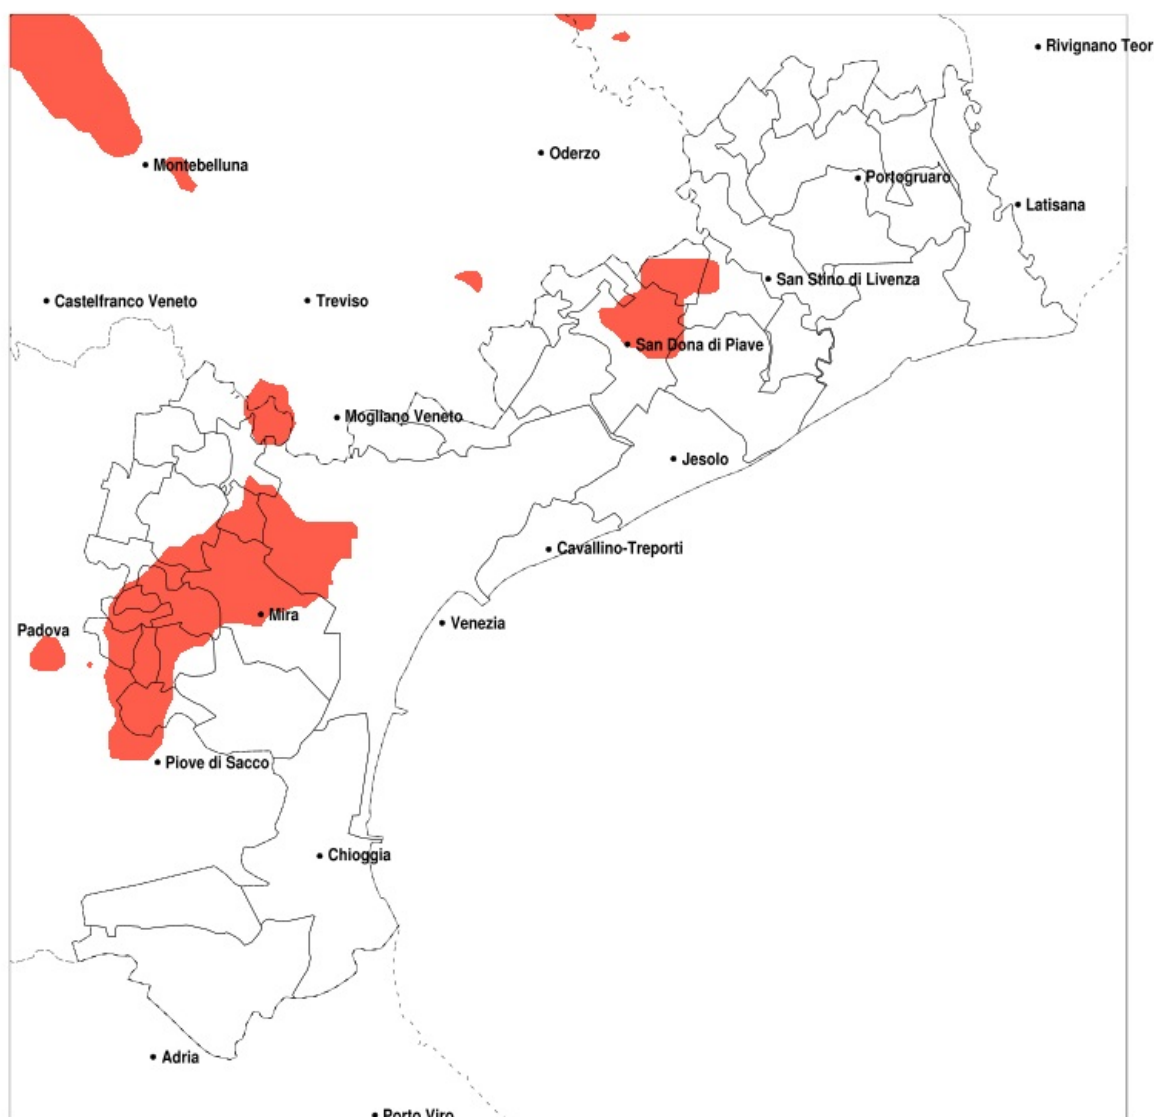 Rivignano Teor
Oderzo
Montebelluna
Portogruaro
Latisana
San Stino di Livenza
Castelfranco Veneto
Treviso
San Dona di Piave
Mogliano Veneto
Jesolo
Cavallino-Treporti
Mira
Venezia
Padova
Piove di Sacco
Chioggia
Adria
Porto Viro